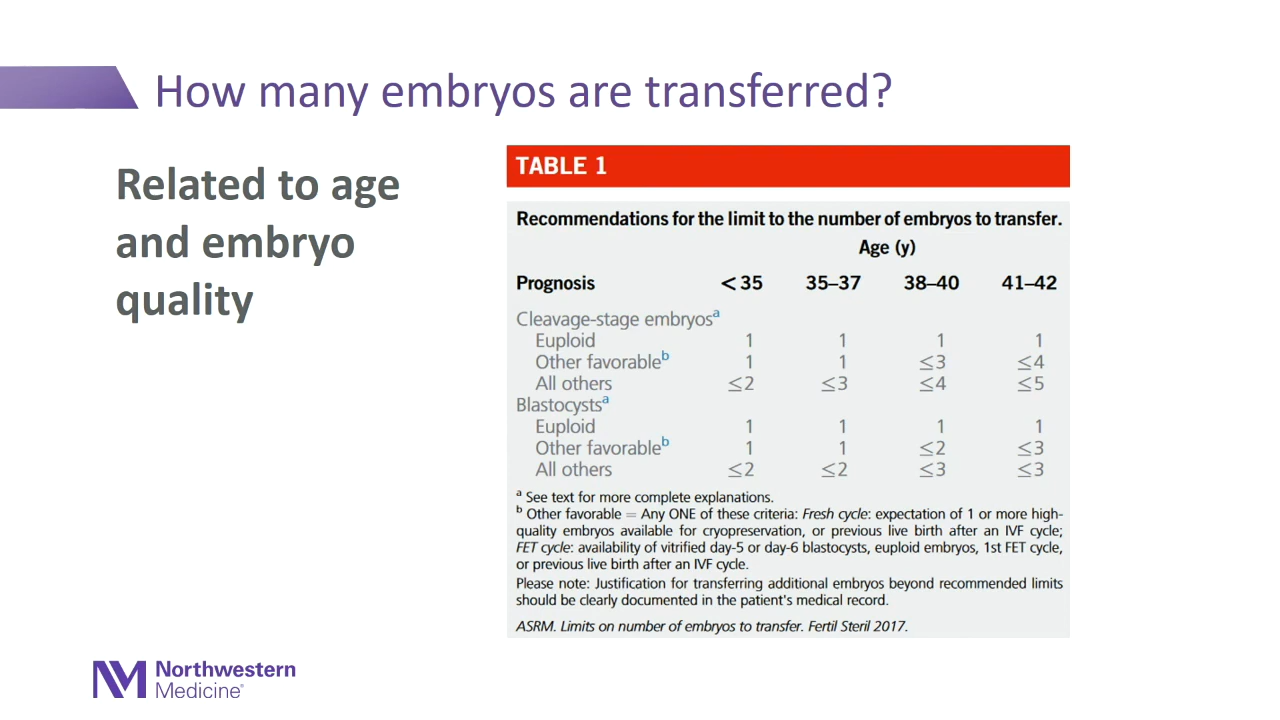 How many embryos are transferred?
Related to age
and embryo
quality
TABLE 1
Recommendations for the limit to the number of embryos to transfer.
Age (y)
Prognosis < 35 35–37 38–40 41–42
Cleavage-stage embryosᵃ
Euploid 1 1 1 1
Other favorableᵇ 1 1 ≤3 ≤4
All others ≤2 ≤3 ≤4 ≤5
Blastocystsᵃ
Euploid 1 1 1 1
Other favorableᵇ 1 1 ≤2 ≤3
All others ≤2 ≤2 ≤3 ≤3
ᵃ See text for more complete explanations.
ᵇ Other favorable = Any ONE of these criteria: Fresh cycle: expectation of 1 or more high-
quality embryos available for cryopreservation, or previous live birth after an IVF cycle;
FET cycle: availability of vitrified day-5 or day-6 blastocysts, euploid embryos, 1st FET cycle,
or previous live birth after an IVF cycle.
Please note: Justification for transferring additional embryos beyond recommended limits
should be clearly documented in the patient's medical record.
ASRM. Limits on number of embryos to transfer. Fertil Steril 2017.
NM Northwestern
Medicine®